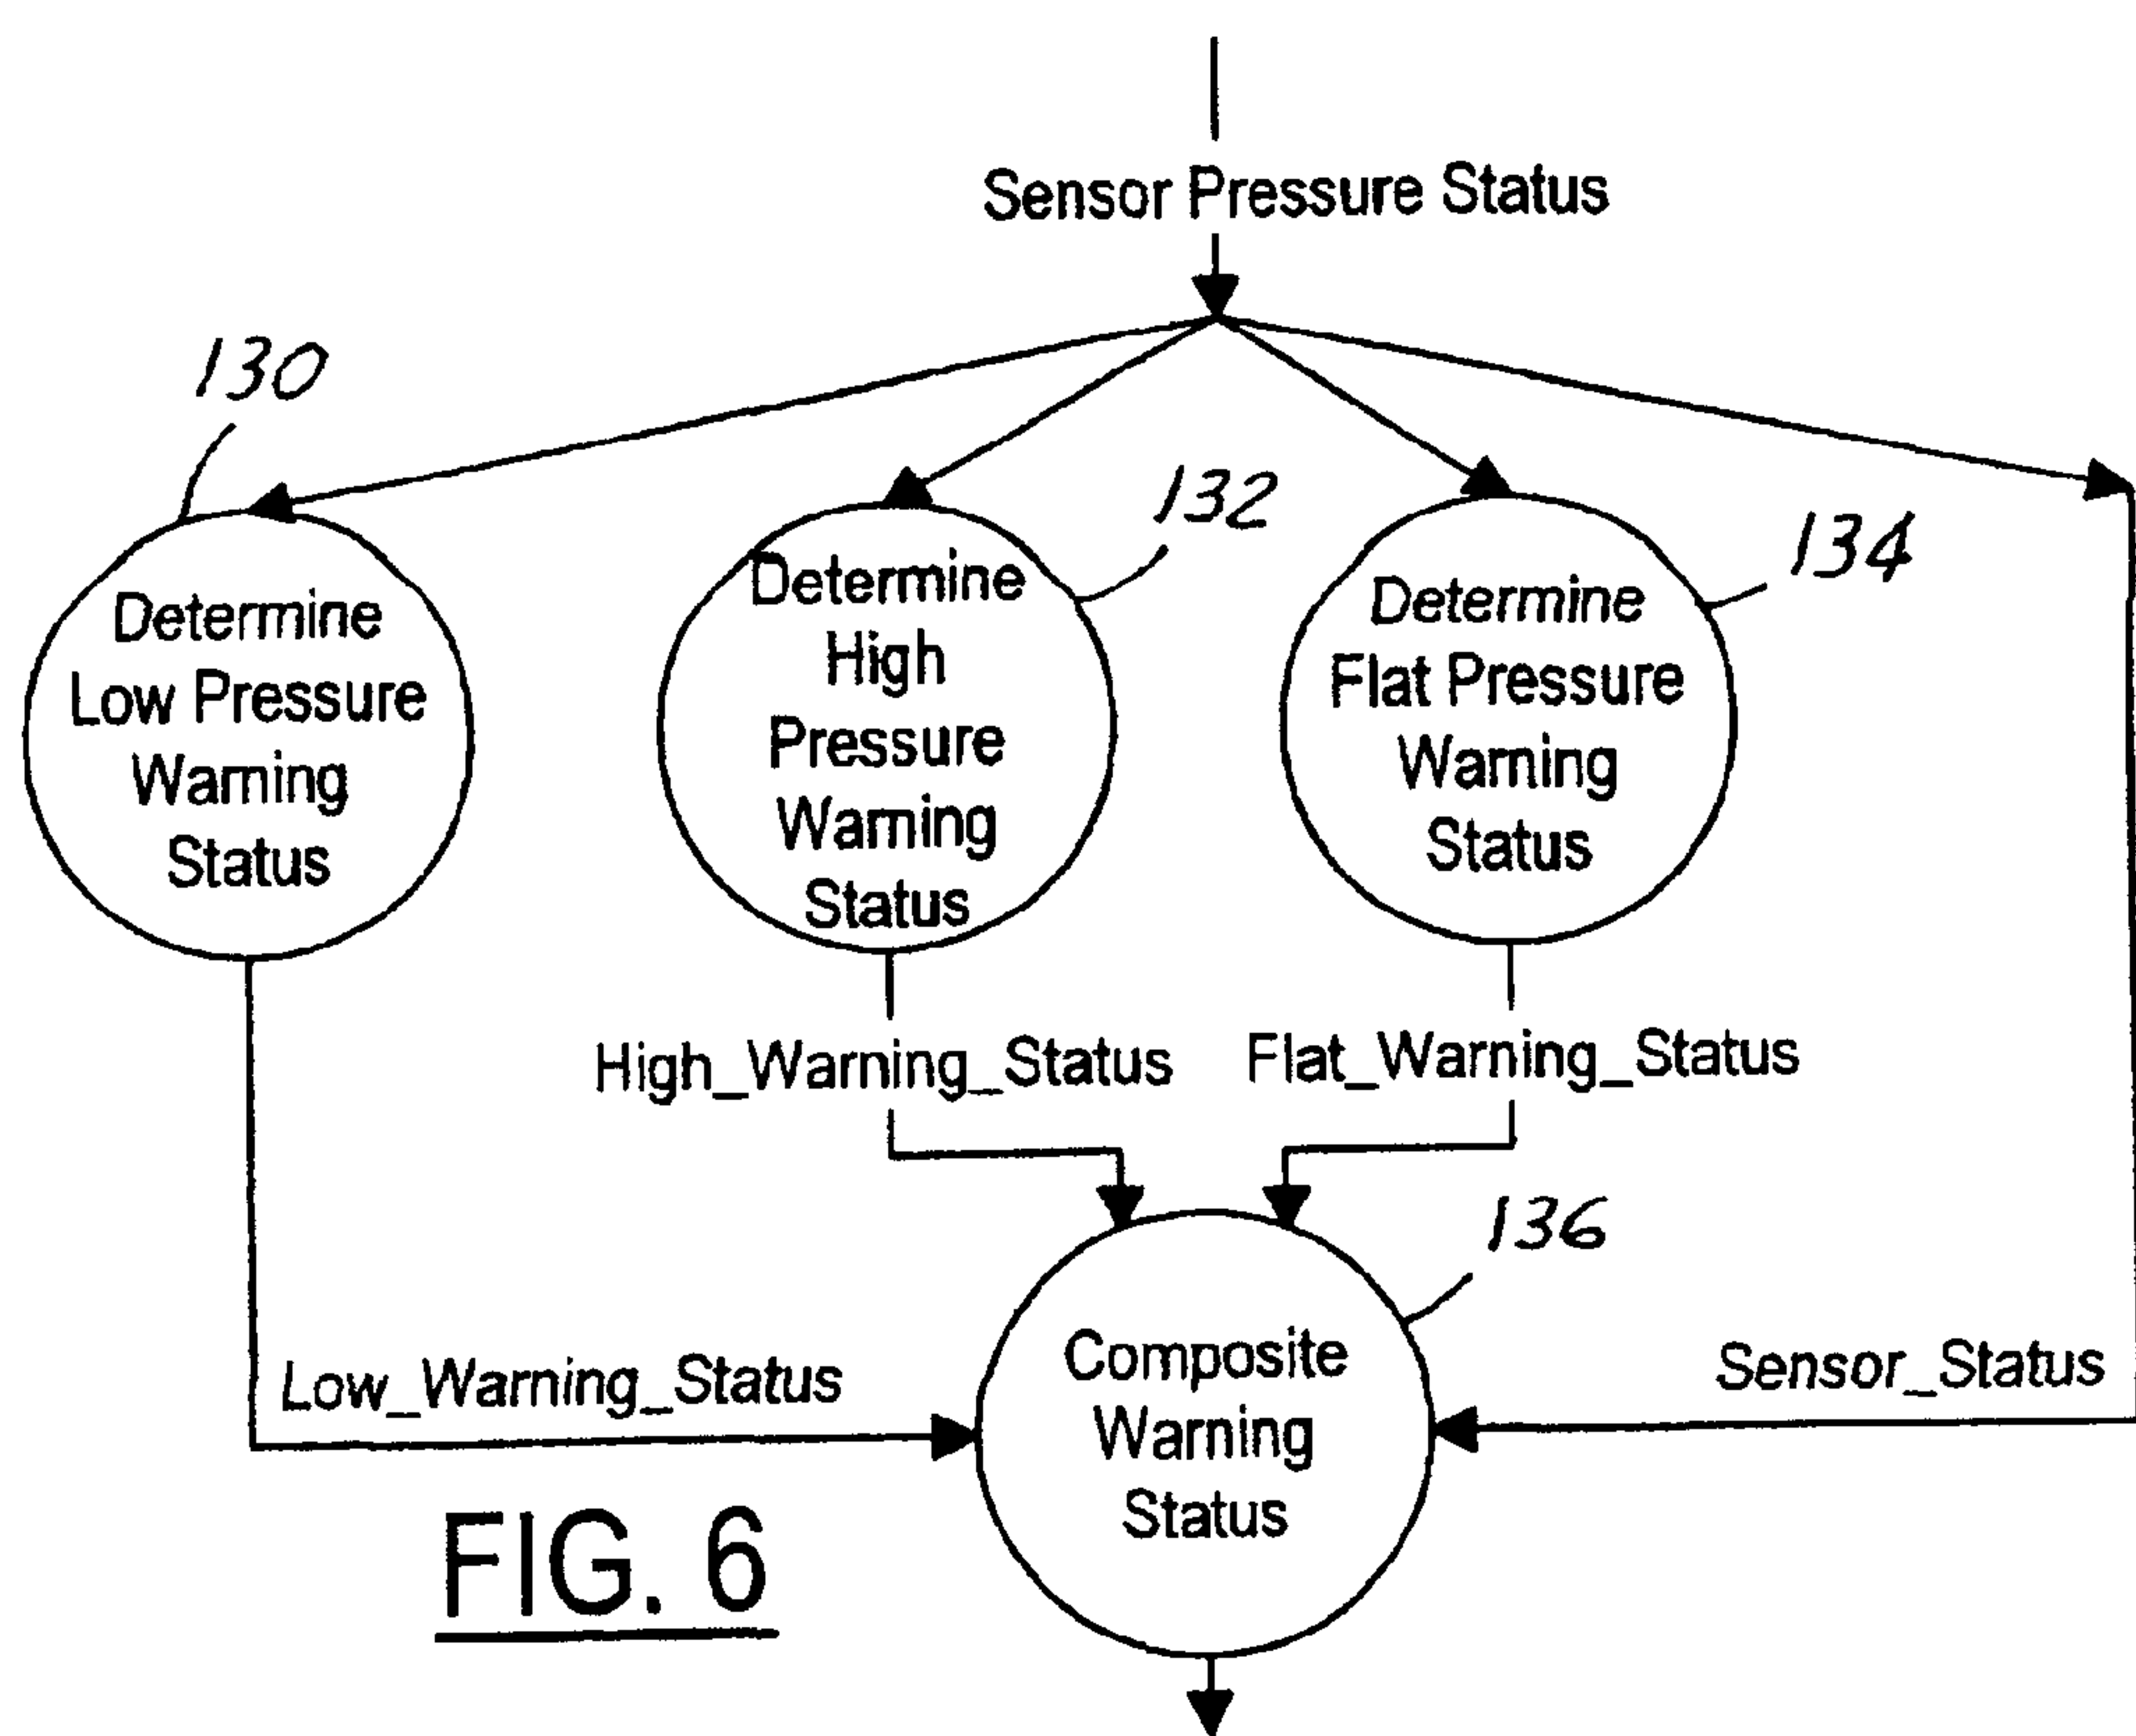 Sensor Pressure Status
130
132
134
Determine
Low Pressure
Warning
Status
Determine
High
Pressure
Warning
Status
Determine
Flat Pressure
Warning
Status
High_Warning_Status
Flat_Warning_Status
136
Low_Warning_Status
Composite
Warning
Status
Sensor_Status
FIG. 6